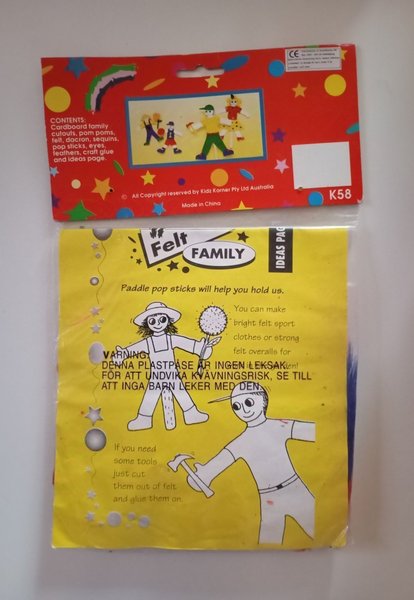 CE
CONTENTS:
Cardboard family
cutouts, pom poms,
felt, dacron, sequins,
pop sticks, eyes,
feathers, craft glue
and ideas page.
© All Copyright reserved by Kidz Korner Pty Ltd Australia
Made in China
K58
Felt
FAMILY
IDEAS PAG
Paddle pop sticks will help you hold us.
You can make
bright felt sport
clothes or strong
felt overalls for
VARNING:
DENNA PLASTPÅSE ÄR INGEN LEKSAK.
FÖR ATT UNDVIKA KVÄVNINGSRISK, SE TILL
ATT INGA BARN LEKER MED DEN.
If you need
some tools
just cut
them out of felt
and glue them on.